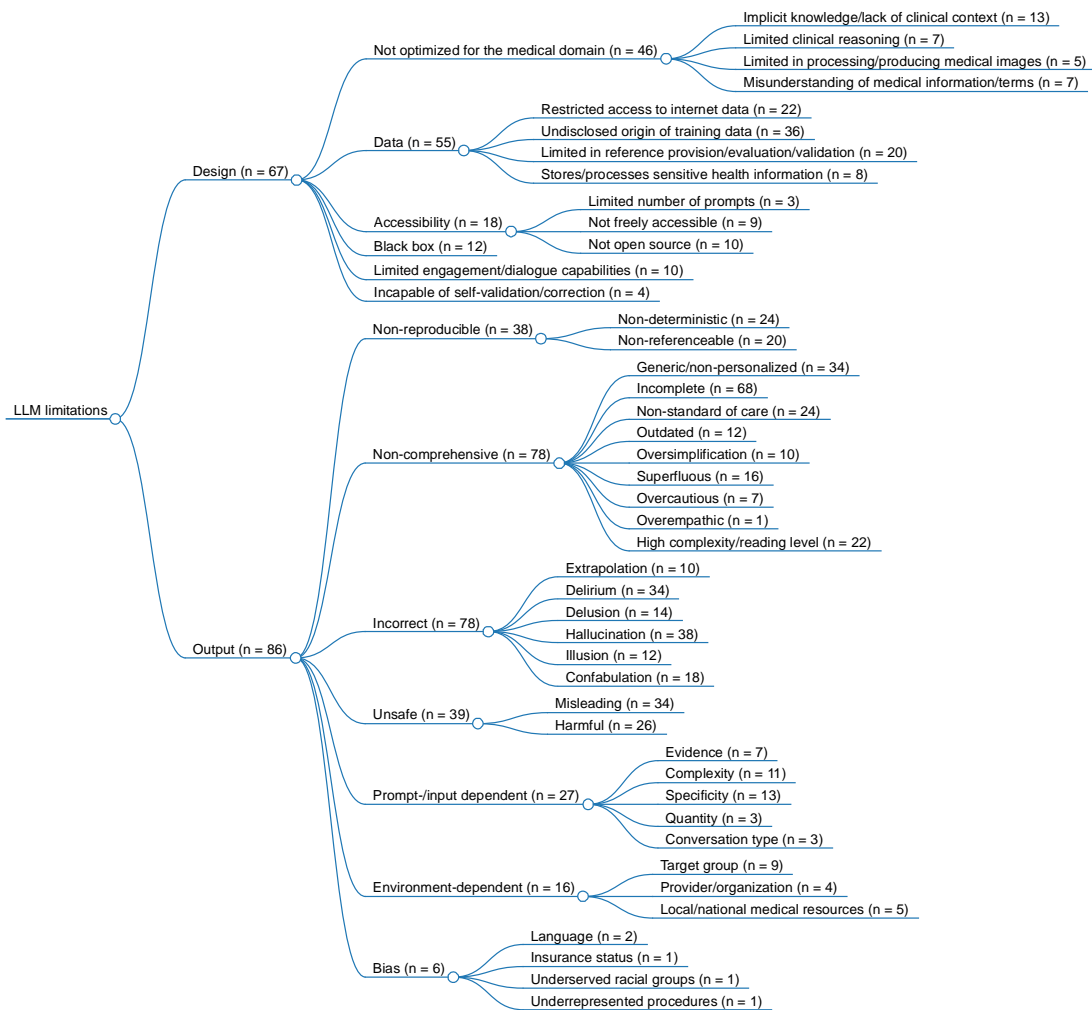 LLM limitations
Design (n = 67)
Not optimized for the medical domain (n = 46)
Implicit knowledge/lack of clinical context (n = 13)
Limited clinical reasoning (n = 7)
Limited in processing/producing medical images (n = 5)
Misunderstanding of medical information/terms (n = 7)
Data (n = 55)
Restricted access to internet data (n = 22)
Undisclosed origin of training data (n = 36)
Limited in reference provision/evaluation/validation (n = 20)
Stores/processes sensitive health information (n = 8)
Accessibility (n = 18)
Limited number of prompts (n = 3)
Not freely accessible (n = 9)
Not open source (n = 10)
Black box (n = 12)
Limited engagement/dialogue capabilities (n = 10)
Incapable of self-validation/correction (n = 4)
Output (n = 86)
Non-reproducible (n = 38)
Non-deterministic (n = 24)
Non-referenceable (n = 20)
Non-comprehensive (n = 78)
Generic/non-personalized (n = 34)
Incomplete (n = 68)
Non-standard of care (n = 24)
Outdated (n = 12)
Oversimplification (n = 10)
Superfluous (n = 16)
Overcautious (n = 7)
Overempathic (n = 1)
High complexity/reading level (n = 22)
Incorrect (n = 78)
Extrapolation (n = 10)
Delirium (n = 34)
Delusion (n = 14)
Hallucination (n = 38)
Illusion (n = 12)
Confabulation (n = 18)
Unsafe (n = 39)
Misleading (n = 34)
Harmful (n = 26)
Prompt-/input dependent (n = 27)
Evidence (n = 7)
Complexity (n = 11)
Specificity (n = 13)
Quantity (n = 3)
Conversation type (n = 3)
Environment-dependent (n = 16)
Target group (n = 9)
Provider/organization (n = 4)
Local/national medical resources (n = 5)
Bias (n = 6)
Language (n = 2)
Insurance status (n = 1)
Underserved racial groups (n = 1)
Underrepresented procedures (n = 1)